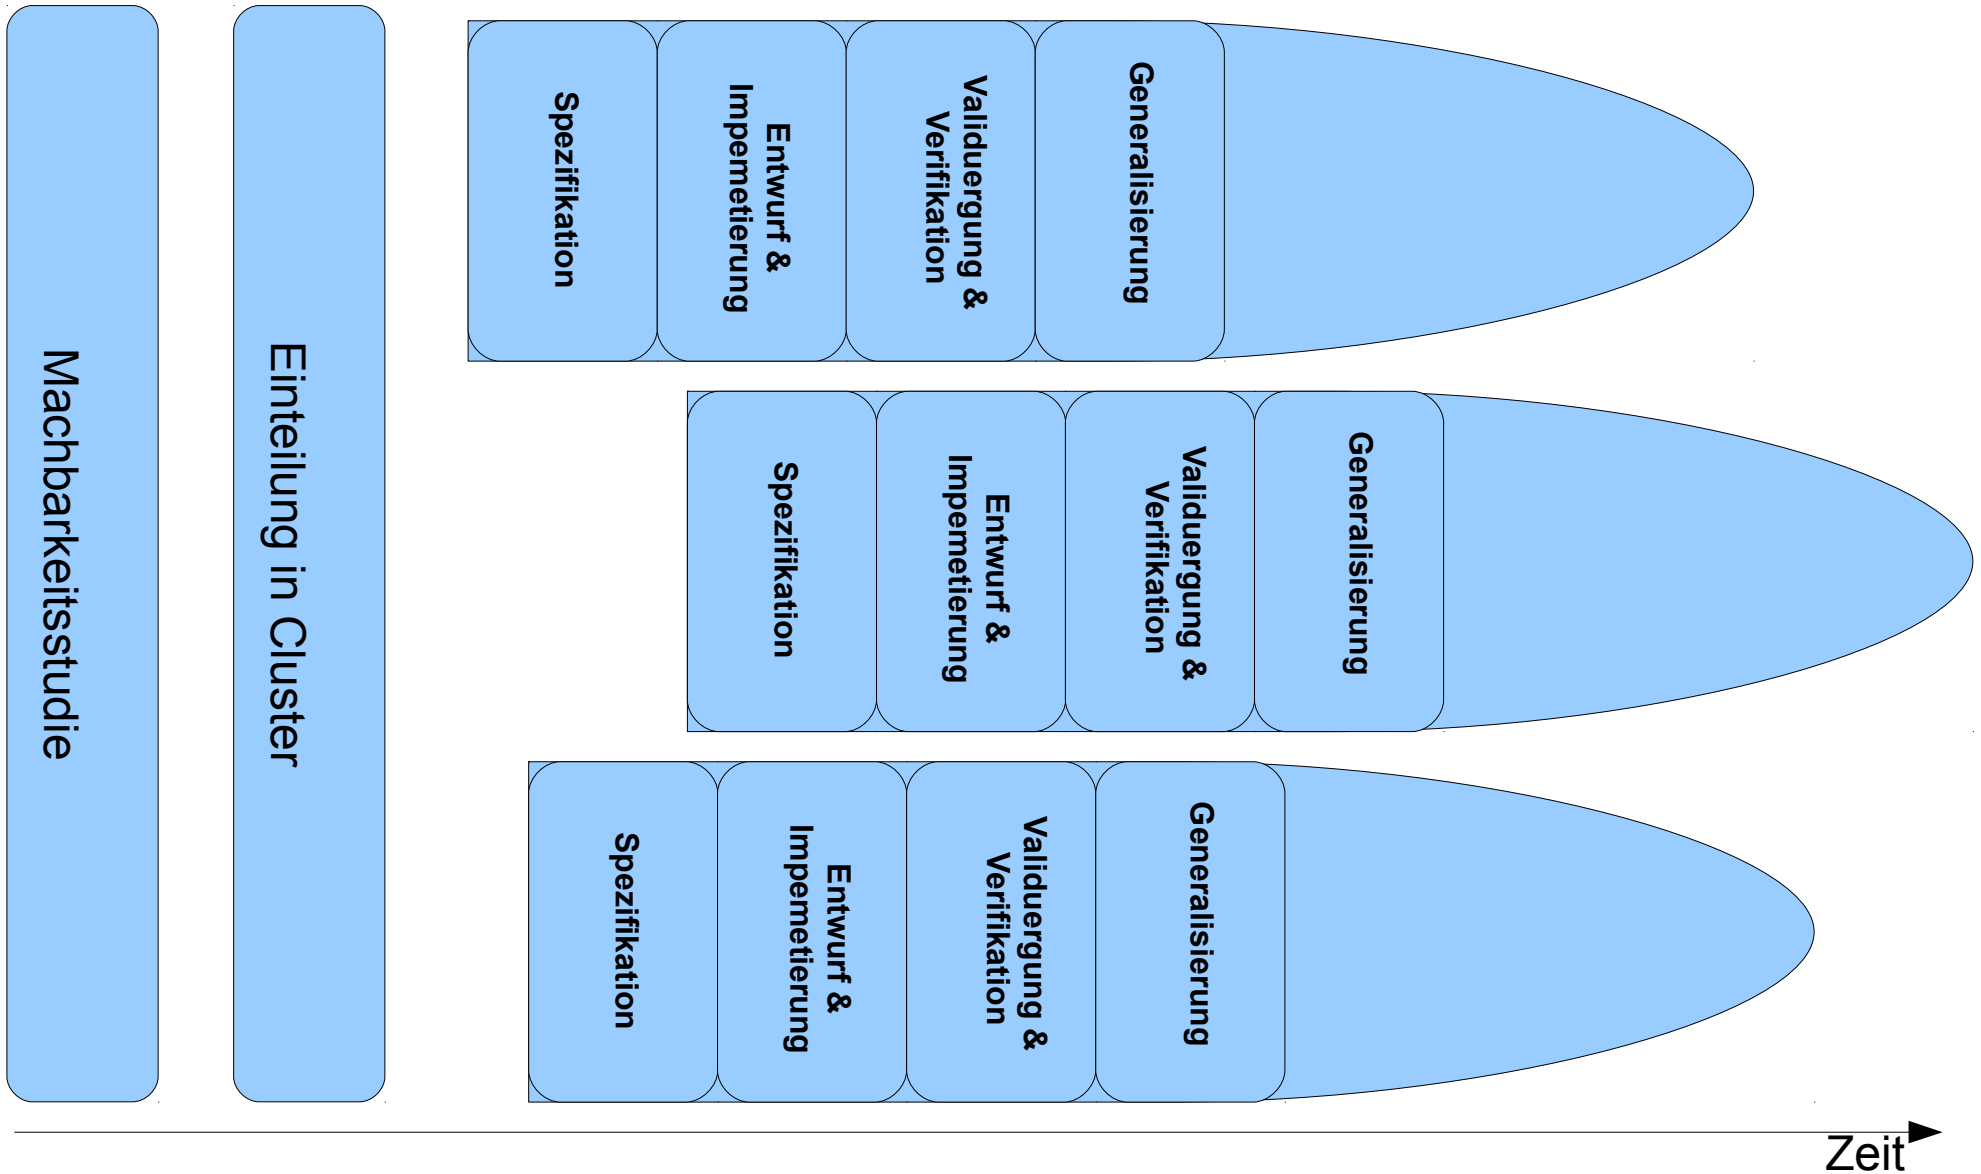 Machbarkeitsstudie
Einteilung in Cluster
Spezifikation
Entwurf &
Impemetierung
Validuergung &
Verifikation
Generalisierung
Spezifikation
Entwurf &
Impemetierung
Validuergung &
Verifikation
Generalisierung
Spezifikation
Entwurf &
Impemetierung
Validuergung &
Verifikation
Generalisierung
Zeit